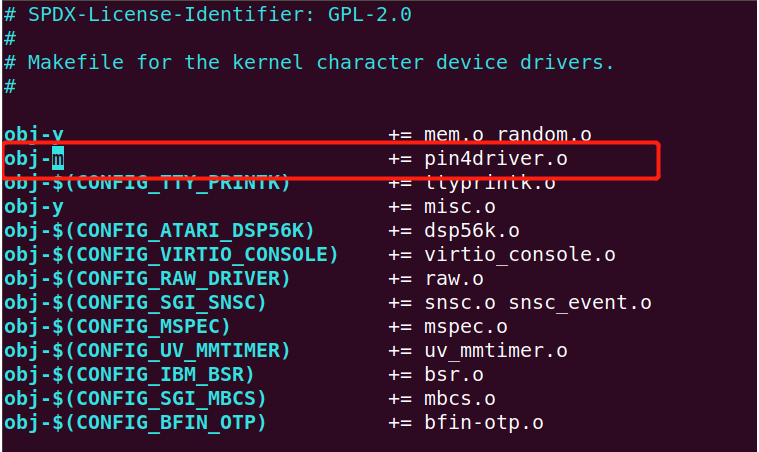 # SPDX-License-Identifier: GPL-2.0
#
# Makefile for the kernel character device drivers.
#
obj-y += mem.o random.o
obj-m += pin4driver.o
obj-$(CONFIG_TTY_PRINTK) += ttyprintk.o
obj-y += misc.o
obj-$(CONFIG_ATARI_DSP56K) += dsp56k.o
obj-$(CONFIG_VIRTIO_CONSOLE) += virtio_console.o
obj-$(CONFIG_RAW_DRIVER) += raw.o
obj-$(CONFIG_SGI_SNSC) += snsc.o snsc_event.o
obj-$(CONFIG_MSPEC) += mspec.o
obj-$(CONFIG_UV_MMTIMER) += uv_mmtimer.o
obj-$(CONFIG_IBM_BSR) += bsr.o
obj-$(CONFIG_SGI_MBCS) += mbcs.o
obj-$(CONFIG_BFIN_OTP) += bfin-otp.o